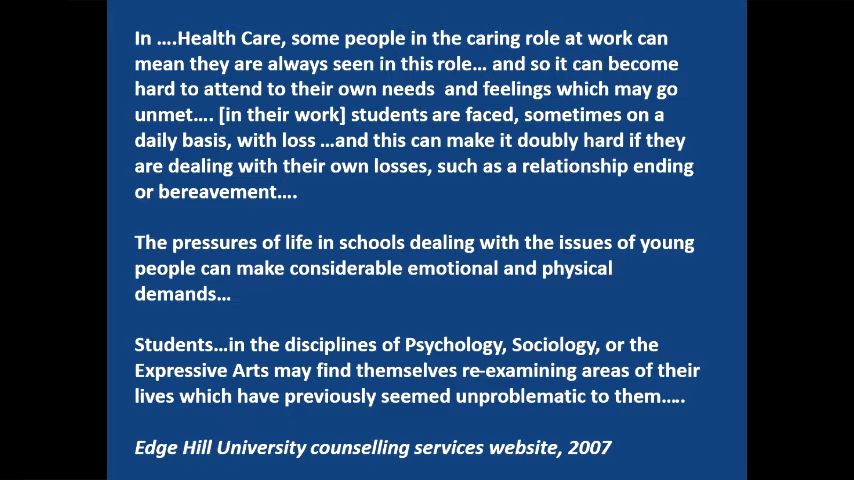 In ….Health Care, some people in the caring role at work can
mean they are always seen in this role… and so it can become
hard to attend to their own needs and feelings which may go
unmet…. [in their work] students are faced, sometimes on a
daily basis, with loss …and this can make it doubly hard if they
are dealing with their own losses, such as a relationship ending
or bereavement….
The pressures of life in schools dealing with the issues of young
people can make considerable emotional and physical
demands…
Students…in the disciplines of Psychology, Sociology, or the
Expressive Arts may find themselves re-examining areas of their
lives which have previously seemed unproblematic to them.….
Edge Hill University counselling services website, 2007